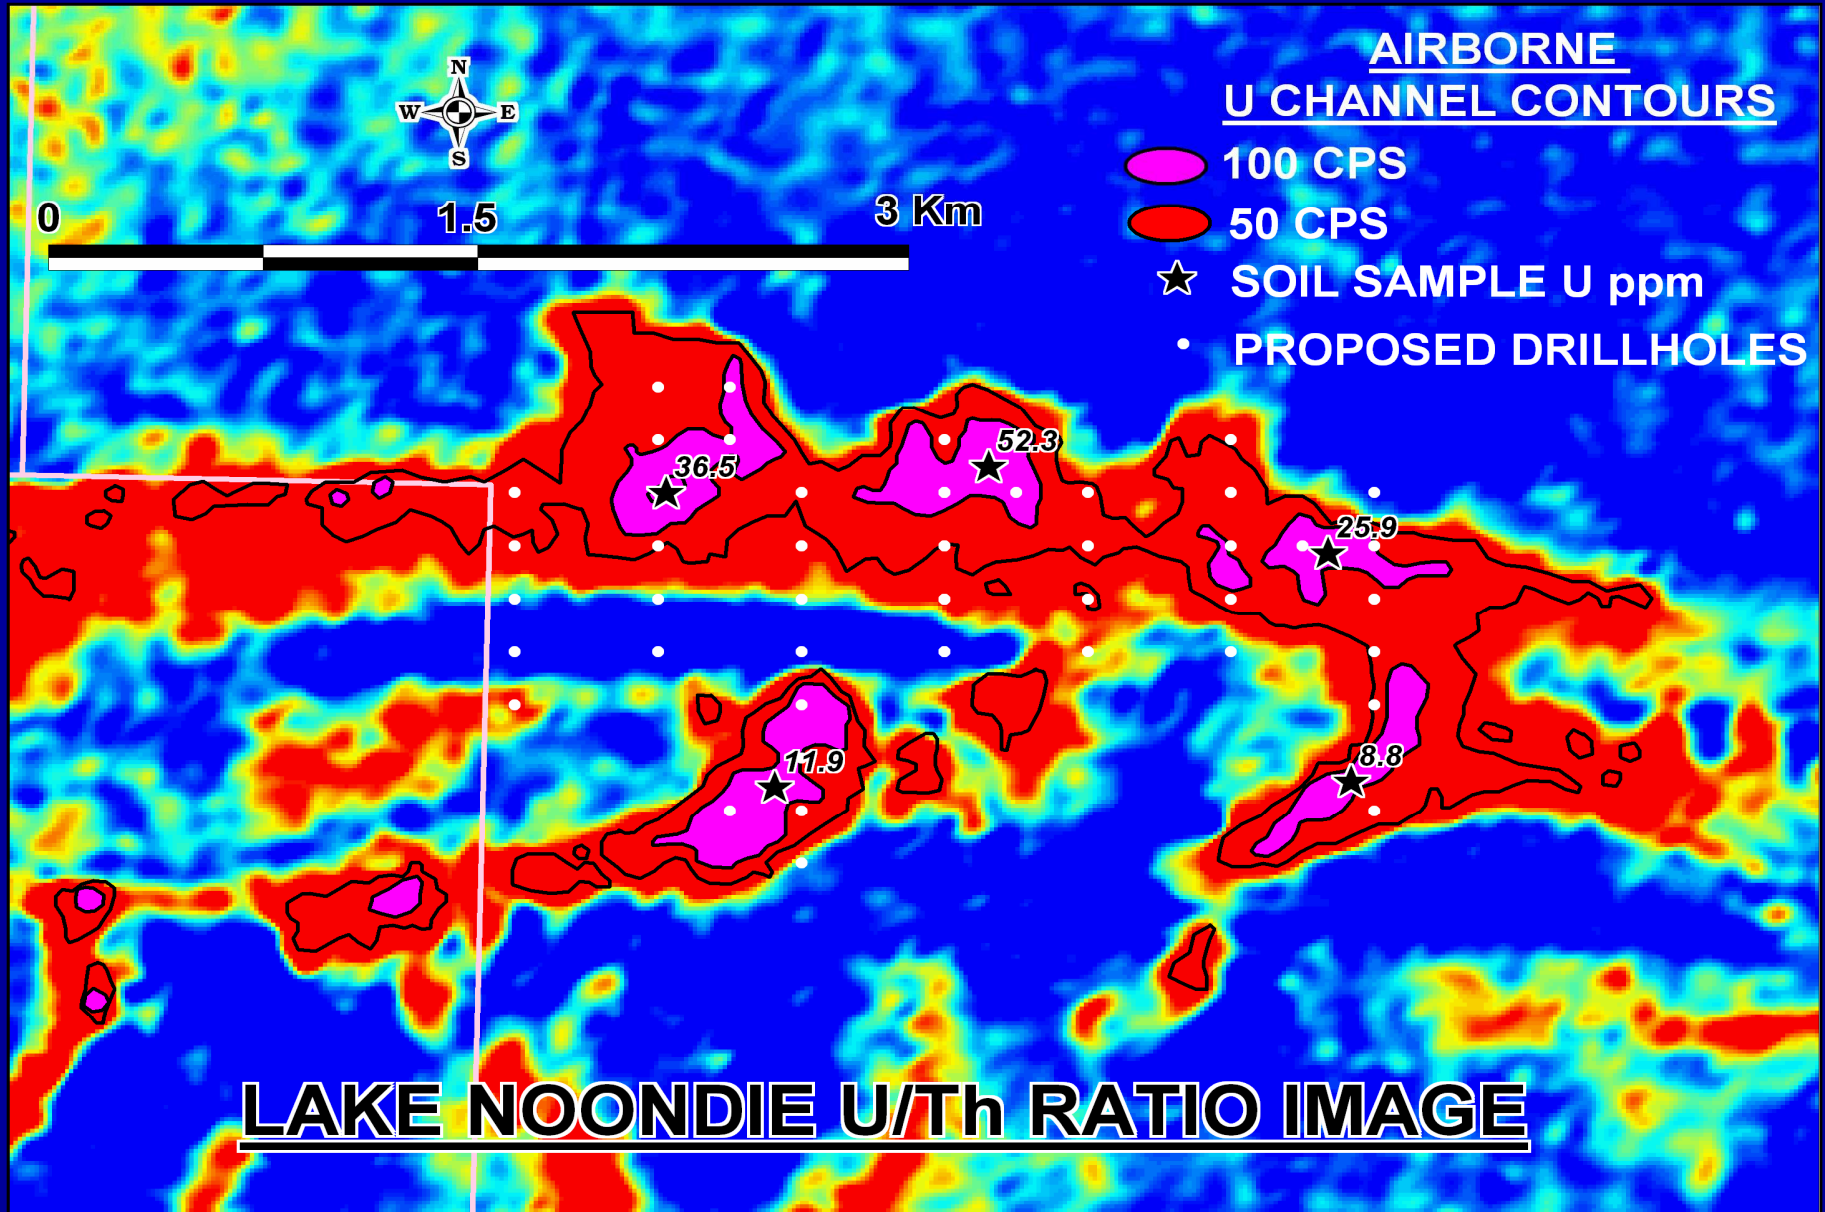 AIRBORNE
U CHANNEL CONTOURS
N
W E
S
100 CPS
0 1.5 3 Km
50 CPS
SOIL SAMPLE U ppm
PROPOSED DRILLHOLES
52.3
36.5
25.9
11.9
8.8
LAKE NOONDIE U/Th RATIO IMAGE